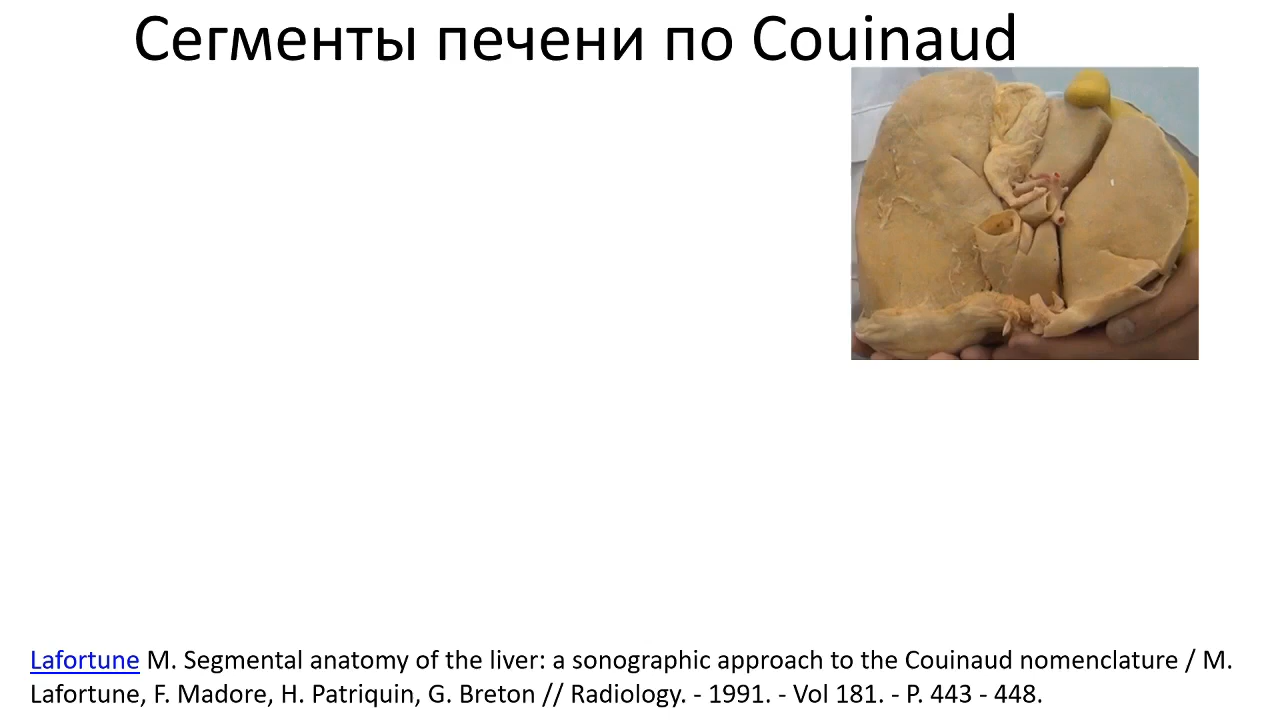 Сегменты печени по Couinaud
Lafortune M. Segmental anatomy of the liver: a sonographic approach to the Couinaud nomenclature / M.
Lafortune, F. Madore, H. Patriquin, G. Breton // Radiology. - 1991. - Vol 181. - P. 443 - 448.